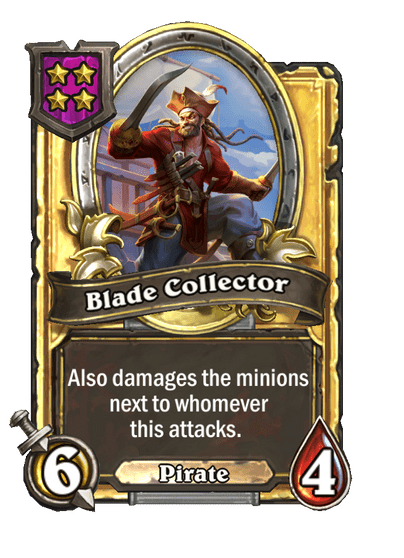 Blade Collector
Also damages the minions
next to whomever
this attacks.
6
Pirate
4